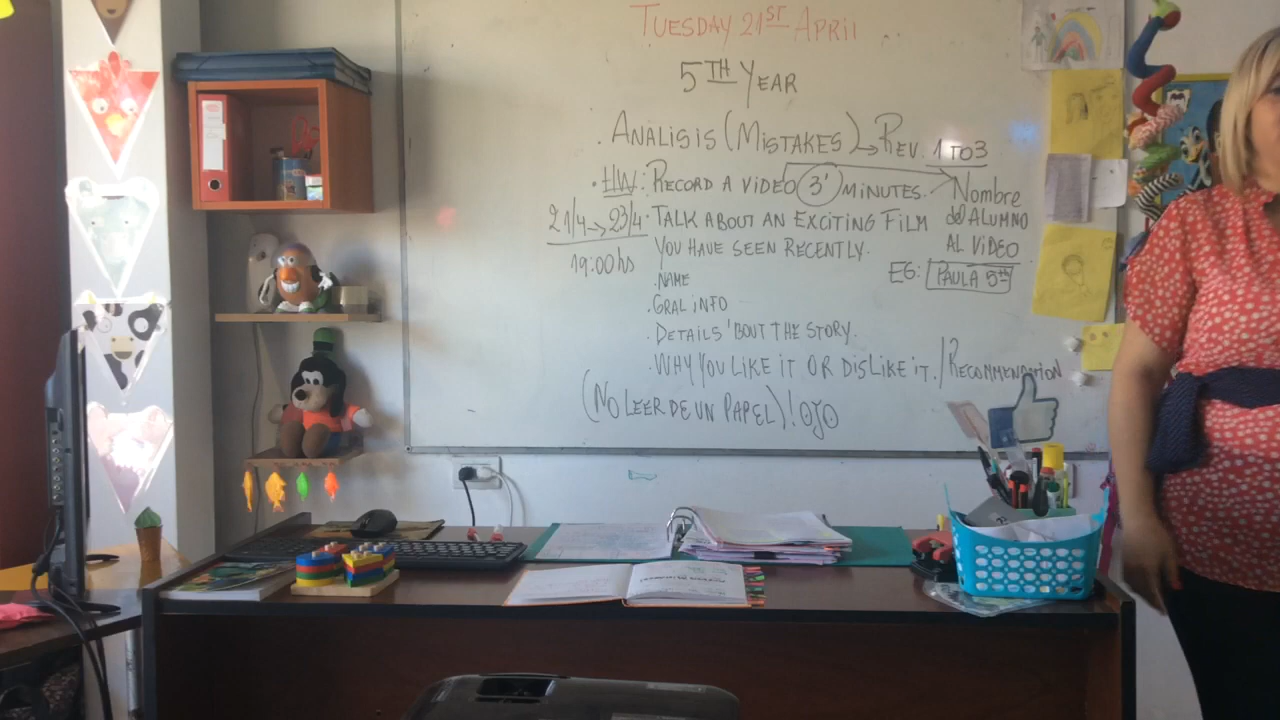 TUESDAY 21ST APRIL
5TH YEAR
. ANALISIS (MISTAKES) → REV. 1 TO 3
. HW: RECORD A VIDEO 3' MINUTES.
21/4 → 23/4
19:00hs
. TALK ABOUT AN EXCITING FILM
YOU HAVE SEEN RECENTLY.
. NAME
. GRAL INFO
. DETAILS 'BOUT THE STORY.
. WHY YOU LIKE IT OR DISLIKE IT. / RECOMMENDATION
(NO LEER DE UN PAPEL)! OJO
Nombre
del ALUMNO
AL VIDEO
EG: PAULA 5th